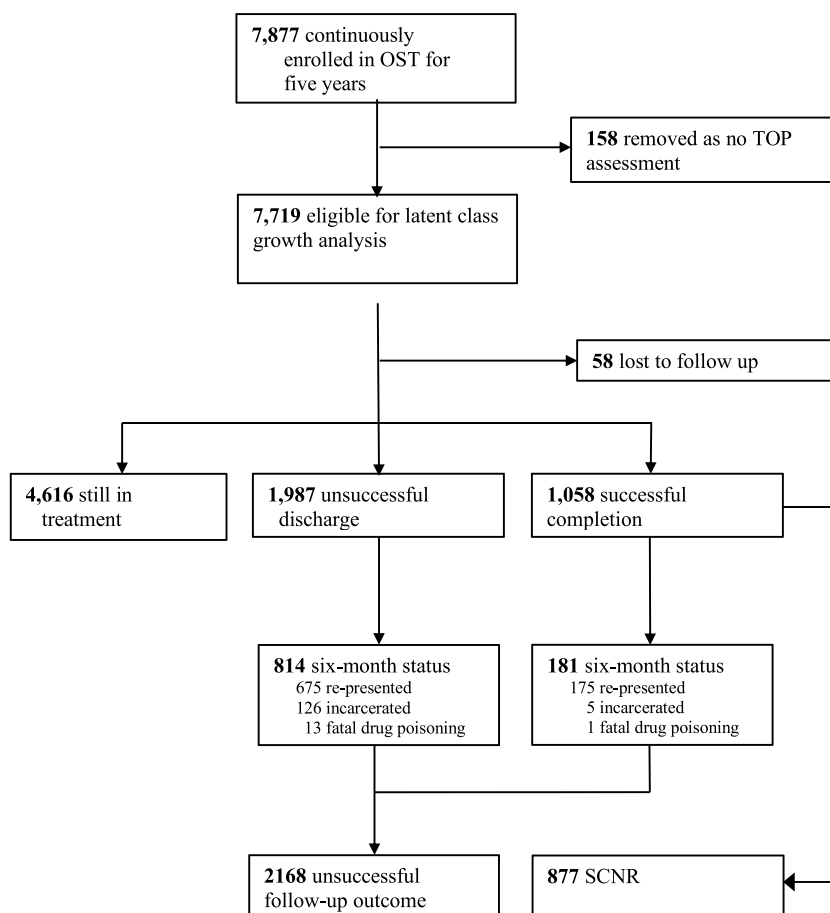 7,877 continuously
enrolled in OST for
five years
158 removed as no TOP
assessment
7,719 eligible for latent class
growth analysis
58 lost to follow up
4,616 still in
treatment
1,987 unsuccessful
discharge
1,058 successful
completion
814 six-month status
675 re-presented
126 incarcerated
13 fatal drug poisoning
181 six-month status
175 re-presented
5 incarcerated
1 fatal drug poisoning
2168 unsuccessful
follow-up outcome
877 SCNR